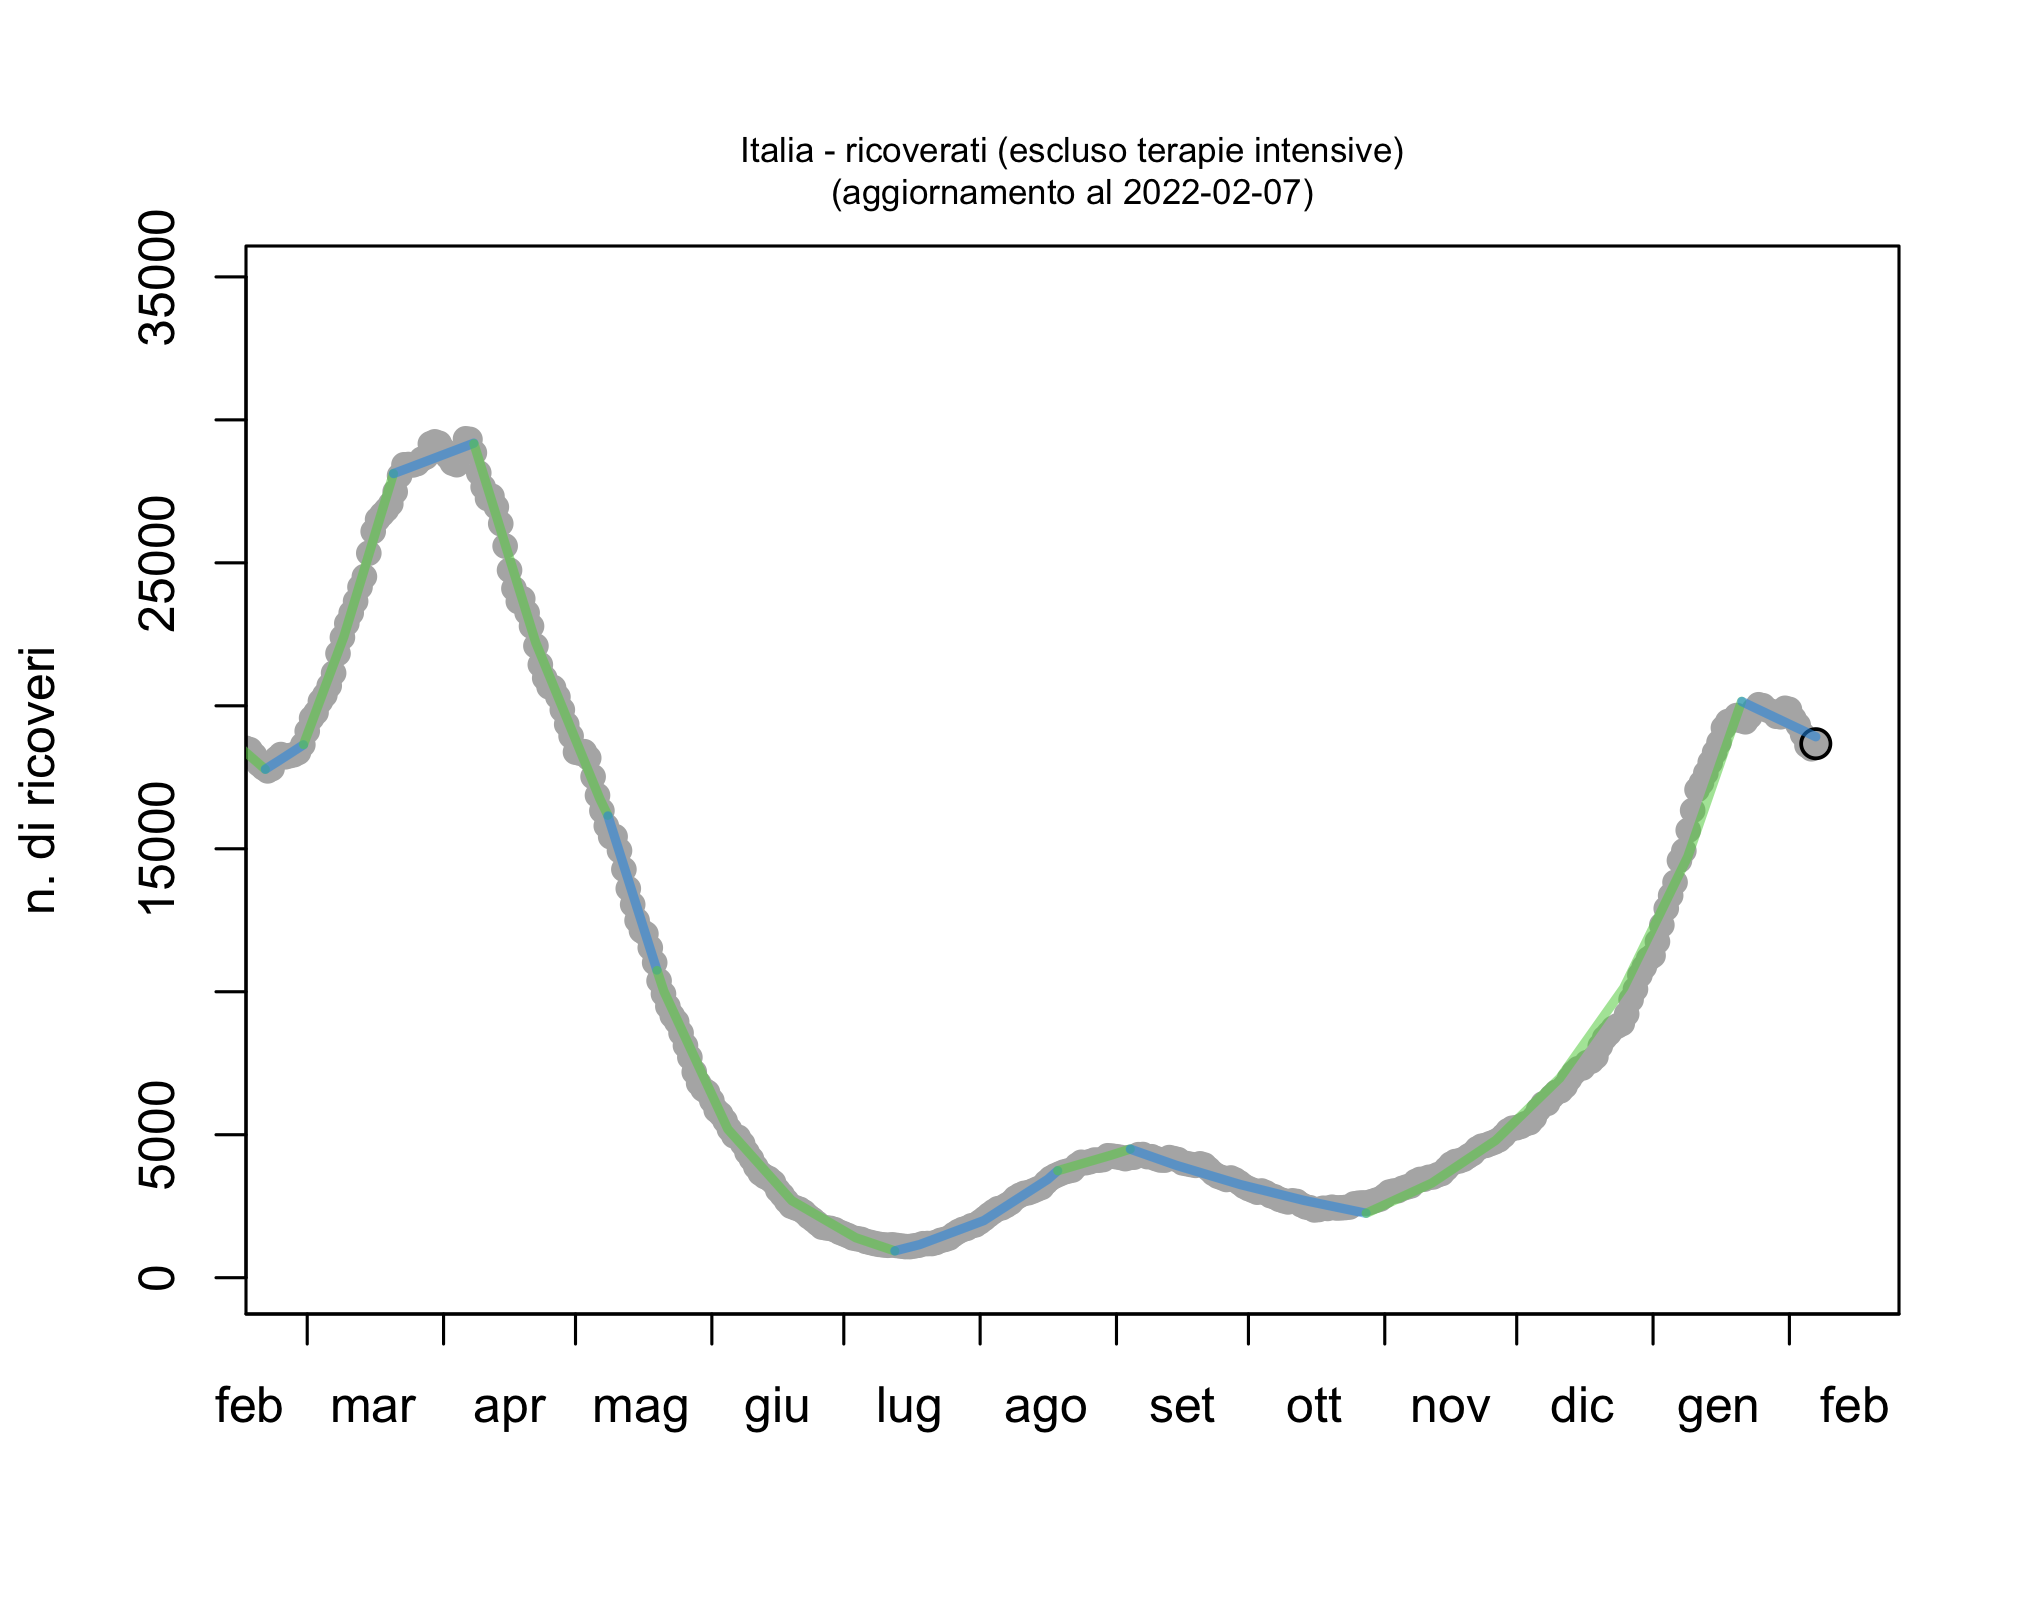 Italia - ricoverati (escluso terapie intensive)
(aggiornamento al 2022-02-07)
35000
25000
15000
5000
0
n. di ricoveri
feb mar apr mag giu lug ago set ott nov dic gen feb